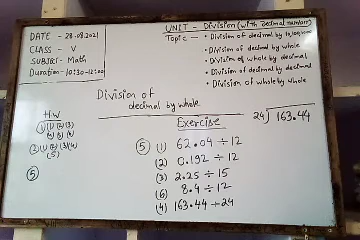 DATE - 28.08.2021
CLASS - V
SUBJECT - Math
Duration - 10:30-12:00
UNIT - Division (with decimal number)
Topic - • Division of decimal by 10,100,1000
• Division of decimal by whole
• Division of whole by decimal
• Division of decimal by decimal
• Division of whole by whole
Division of
decimal by whole
Exercise
H.W
(5)
(5) (1) 62.04 ÷ 12
(2) 0.192 ÷ 12
(3) 2.25 ÷ 15
(6) 8.4 ÷ 12
(4) 163.44 ÷ 24
24 163.44